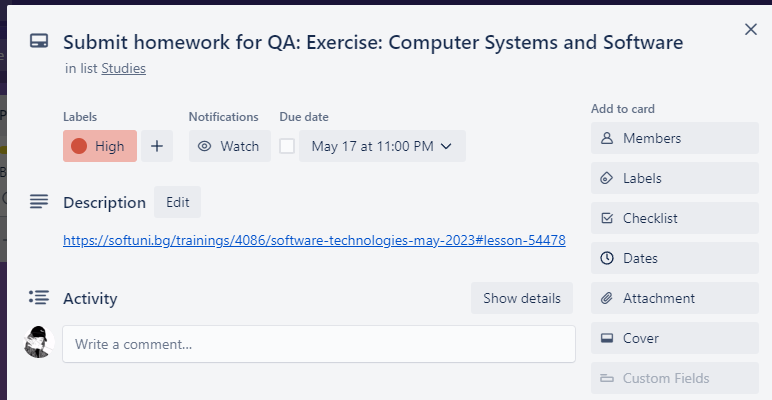 Submit homework for QA: Exercise: Computer Systems and Software
in list Studies
Labels
High
Notifications
Watch
Due date
May 17 at 11:00 PM
Description
Edit
https://softuni.bg/trainings/4086/software-technologies-may-2023#lesson-54478
Activity
Show details
Write a comment...
Add to card
Members
Labels
Checklist
Dates
Attachment
Cover
Custom Fields